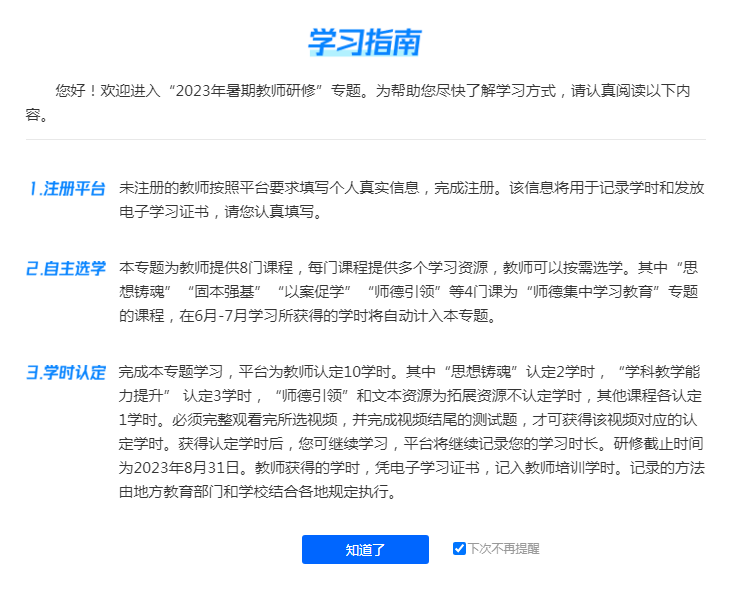 学习指南
您好！欢迎进入“2023年暑期教师研修”专题。为帮助您尽快了解学习方式，请认真阅读以下内
容。
1.注册平台
未注册的教师按照平台要求填写个人真实信息，完成注册。该信息将用于记录学时和发放
电子学习证书，请您认真填写。
2.自主选学
本专题为教师提供8门课程，每门课程提供多个学习资源，教师可以按需选学。其中“思
想铸魂”“固本强基”“以案促学”“师德引领”等4门课为“师德集中学习教育”专题
的课程，在6月-7月学习所获得的学时将自动计入本专题。
3.学时认定
完成本专题学习，平台为教师认定10学时。其中“思想铸魂”认定2学时，“学科教学能
力提升” 认定3学时，“师德引领”和文本资源为拓展资源不认定学时，其他课程各认定
1学时。必须完整观看完所选视频，并完成视频结尾的测试题，才可获得该视频对应的认
定学时。获得认定学时后，您可继续学习，平台将继续记录您的学习时长。研修截止时间
为2023年8月31日。教师获得的学时，凭电子学习证书，记入教师培训学时。记录的方法
由地方教育部门和学校结合各地规定执行。
知道了
下次不再提醒